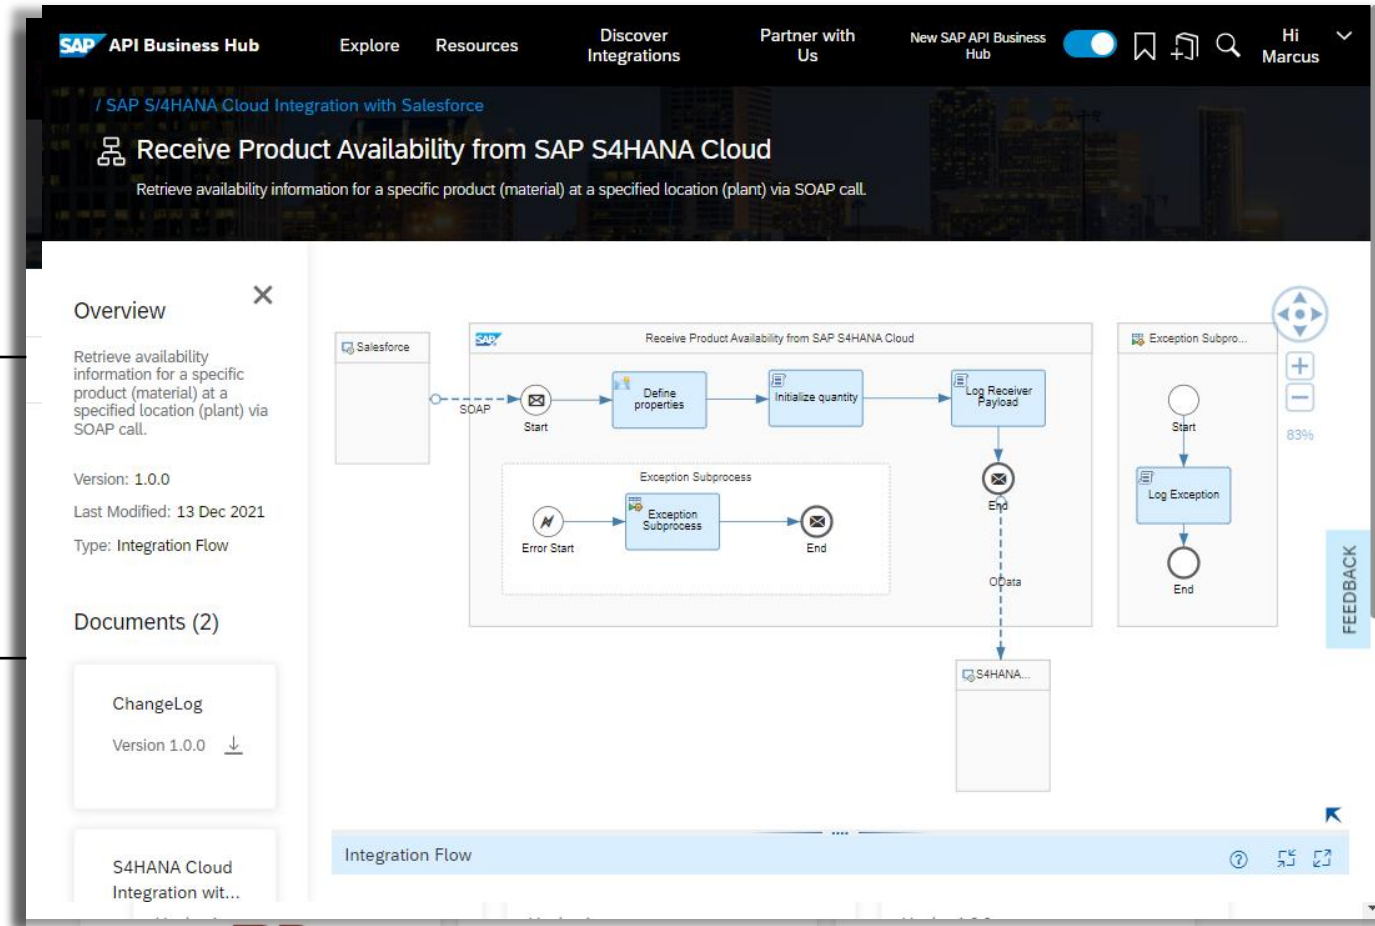 SAP API Business Hub
Explore
Resources
Discover
Integrations
Partner with
Us
New SAP API Business
Hub
Hi
Marcus
/ SAP S/4HANA Cloud Integration with Salesforce
Receive Product Availability from SAP S4HANA Cloud
Retrieve availability information for a specific product (material) at a specified location (plant) via SOAP call.
Overview
Retrieve availability
information for a specific
product (material) at a
specified location (plant) via
SOAP call.
Version: 1.0.0
Last Modified: 13 Dec 2021
Type: Integration Flow
Documents (2)
ChangeLog
Version 1.0.0
S4HANA Cloud
Integration wit...
Salesforce
SAP
Receive Product Availability from SAP S4HANA Cloud
SOAP
Start
Define
properties
Initialize quantity
Log Receiver
Payload
End
Exception Subprocess
Error Start
Exception
Subprocess
End
OData
S4HANA...
Exception Subpro...
Start
Log Exception
End
83%
FEEDBACK
Integration Flow